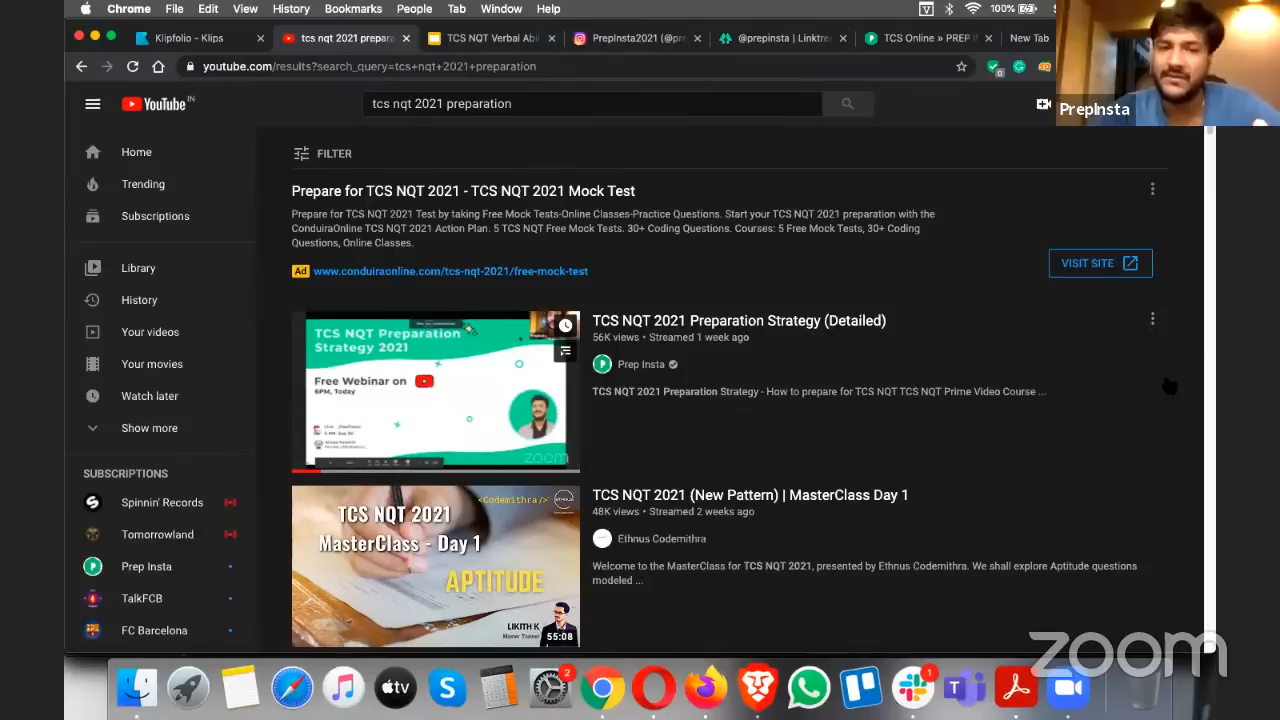 Chrome File Edit View History Bookmarks People Tab Window Help 100%
Klipfolio - Klips
tcs nqt 2021 prepara
TCS NQT Verbal Abi
PrepInsta2021 (@pre
@prepinsta | Linktre
TCS Online » PREP I
New Tab
youtube.com/results?search_query=tcs+nqt+2021+preparation
PrepInsta
YouTube IN
tcs nqt 2021 preparation
Home
Trending
Subscriptions
Library
History
Your videos
Your movies
Watch later
Show more
SUBSCRIPTIONS
Spinnin' Records
Tomorrowland
Prep Insta
TalkFCB
FC Barcelona
FILTER
Prepare for TCS NQT 2021 - TCS NQT 2021 Mock Test
Prepare for TCS NQT 2021 Test by taking Free Mock Tests-Online Classes-Practice Questions. Start your TCS NQT 2021 preparation with the
ConduiraOnline TCS NQT 2021 Action Plan. 5 TCS NQT Free Mock Tests. 30+ Coding Questions. Courses: 5 Free Mock Tests, 30+ Coding
Questions, Online Classes.
Ad www.conduiraonline.com/tcs-nqt-2021/free-mock-test
VISIT SITE
TCS NQT Preparation
Strategy 2021
Free Webinar on
6PM, Today
zoom
TCS NQT 2021 Preparation Strategy (Detailed)
56K views • Streamed 1 week ago
Prep Insta
TCS NQT 2021 Preparation Strategy - How to prepare for TCS NQT TCS NQT Prime Video Course ...
<Codemithra/>
TCS NQT 2021
MasterClass - Day 1
APTITUDE
LIKITH K
Master Trainer
55:08
TCS NQT 2021 (New Pattern) | MasterClass Day 1
48K views • Streamed 2 weeks ago
Ethnus Codemithra
Welcome to the MasterClass for TCS NQT 2021, presented by Ethnus Codemithra. We shall explore Aptitude questions
modeled ...
zoom
tv
2
1